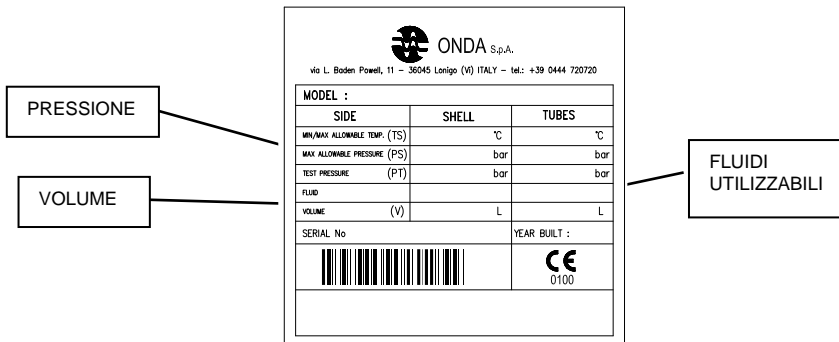 ONDA S.p.A.
via L. Baden Powell, 11 – 36045 Lonigo (Vi) ITALY – tel.: +39 0444 720720
MODEL :
SIDE SHELL TUBES
MIN/MAX ALLOWABLE TEMP. (TS) °C °C
MAX ALLOWABLE PRESSURE (PS) bar bar
TEST PRESSURE (PT) bar bar
FLUID
VOLUME (V) L L
SERIAL No YEAR BUILT :
CE
0100
PRESSIONE
VOLUME
FLUIDI
UTILIZZABILI